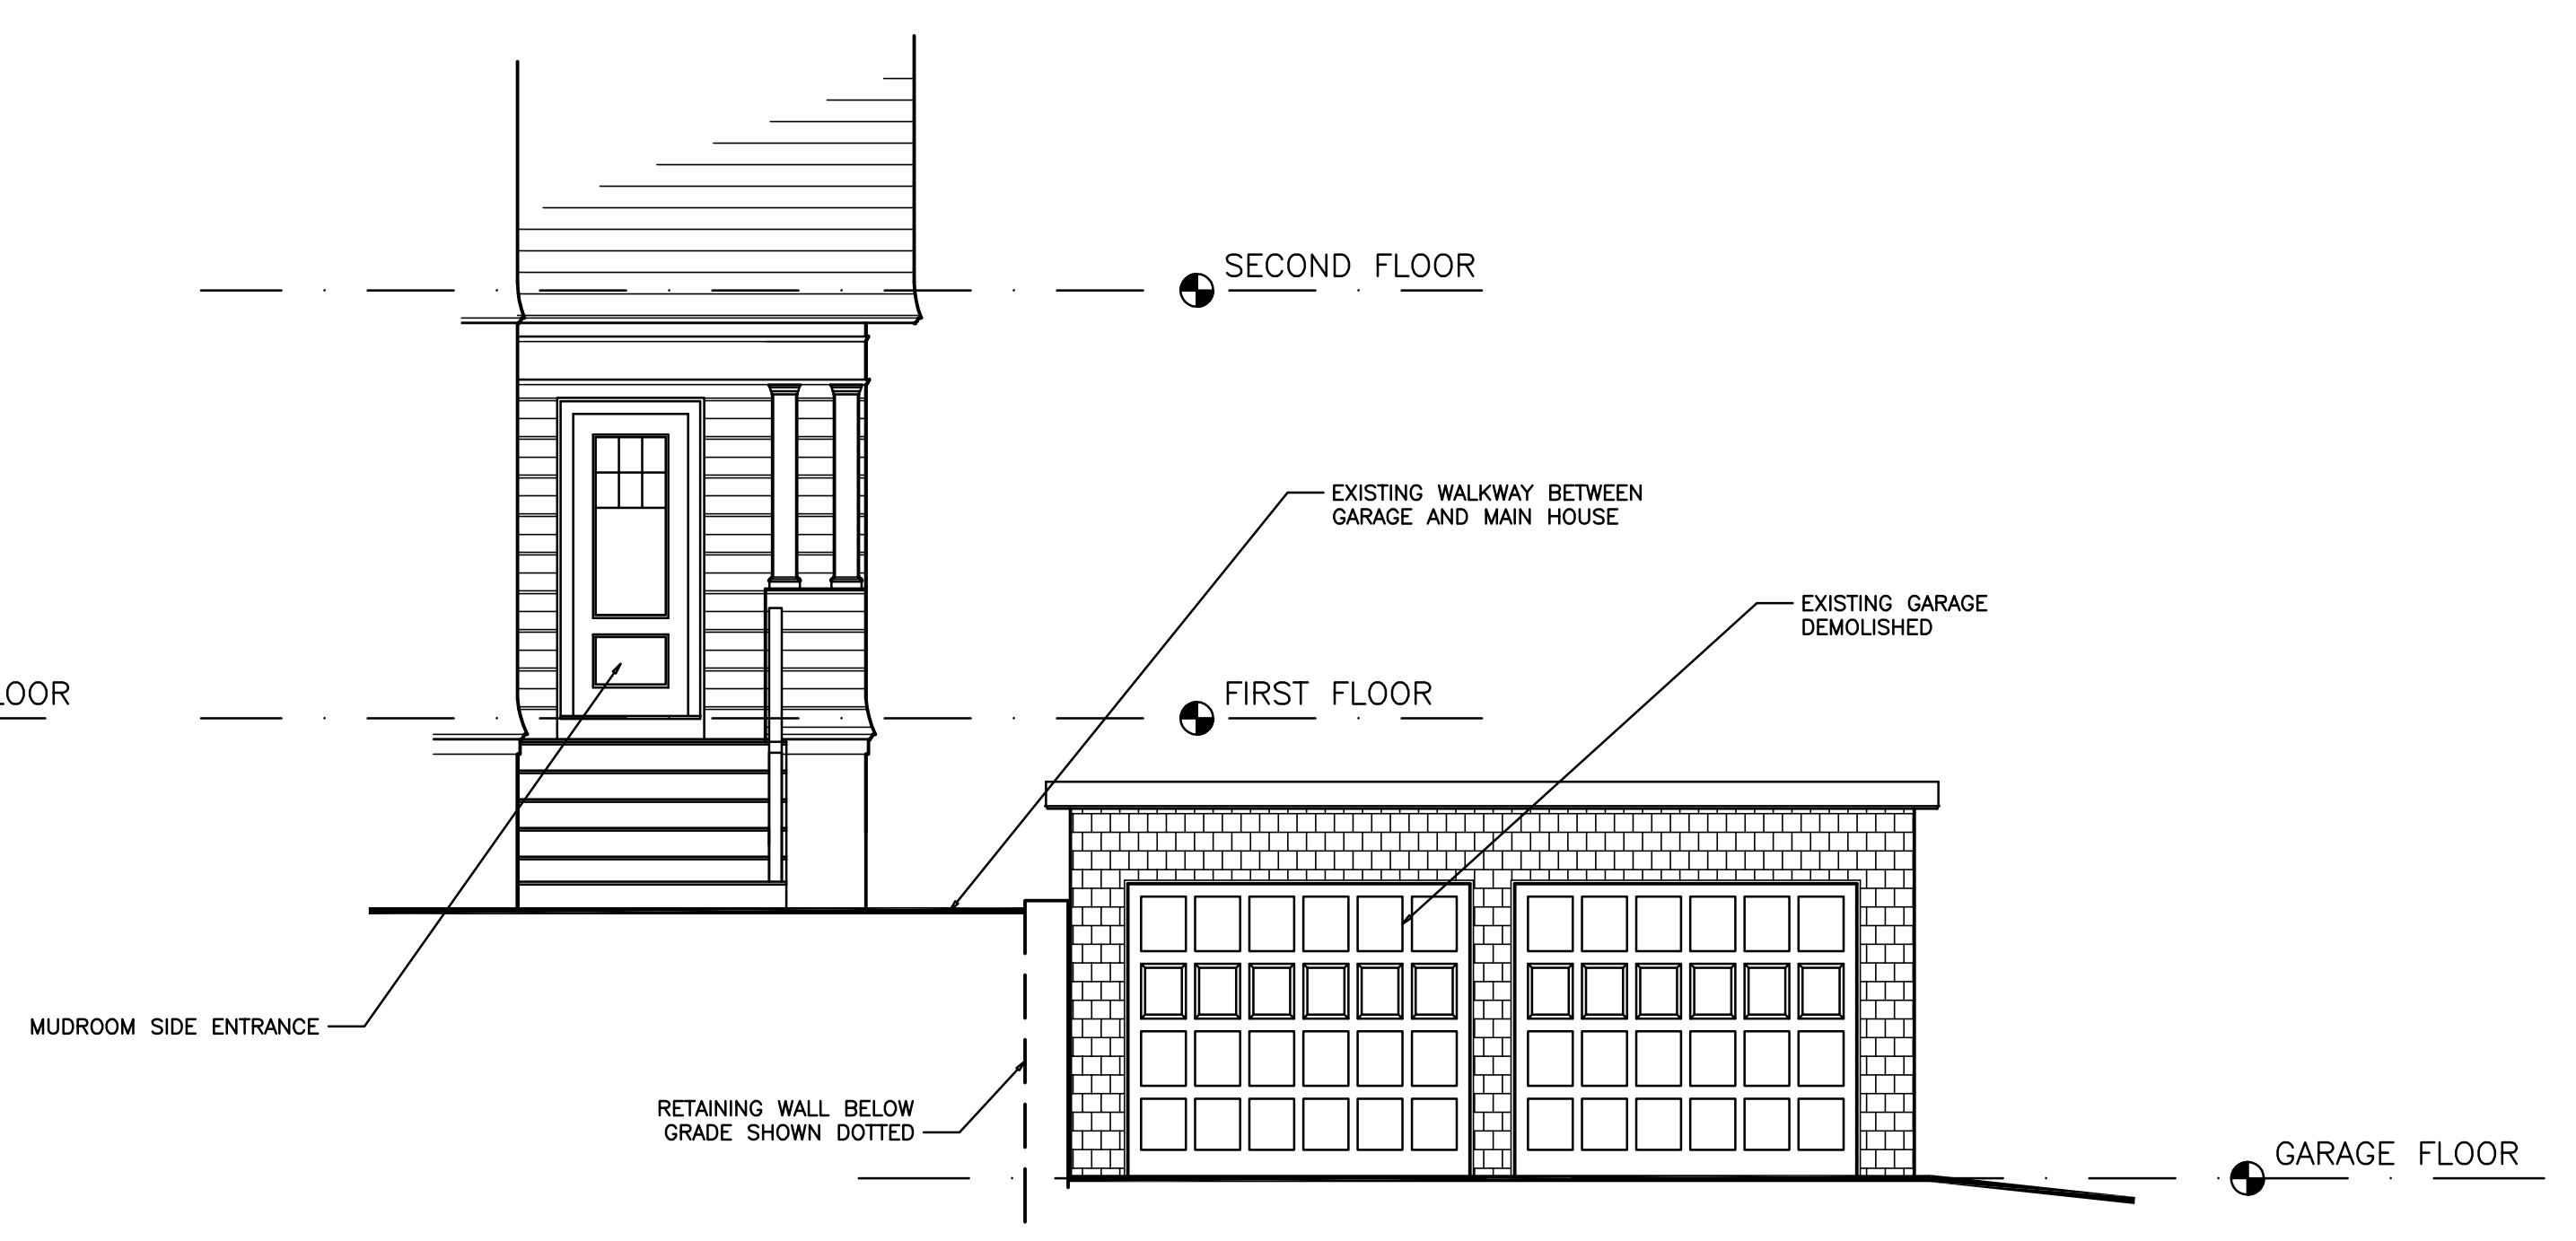 SECOND FLOOR
EXISTING WALKWAY BETWEEN
GARAGE AND MAIN HOUSE
EXISTING GARAGE
DEMOLISHED
FIRST FLOOR
MUDROOM SIDE ENTRANCE
RETAINING WALL BELOW
GRADE SHOWN DOTTED
GARAGE FLOOR